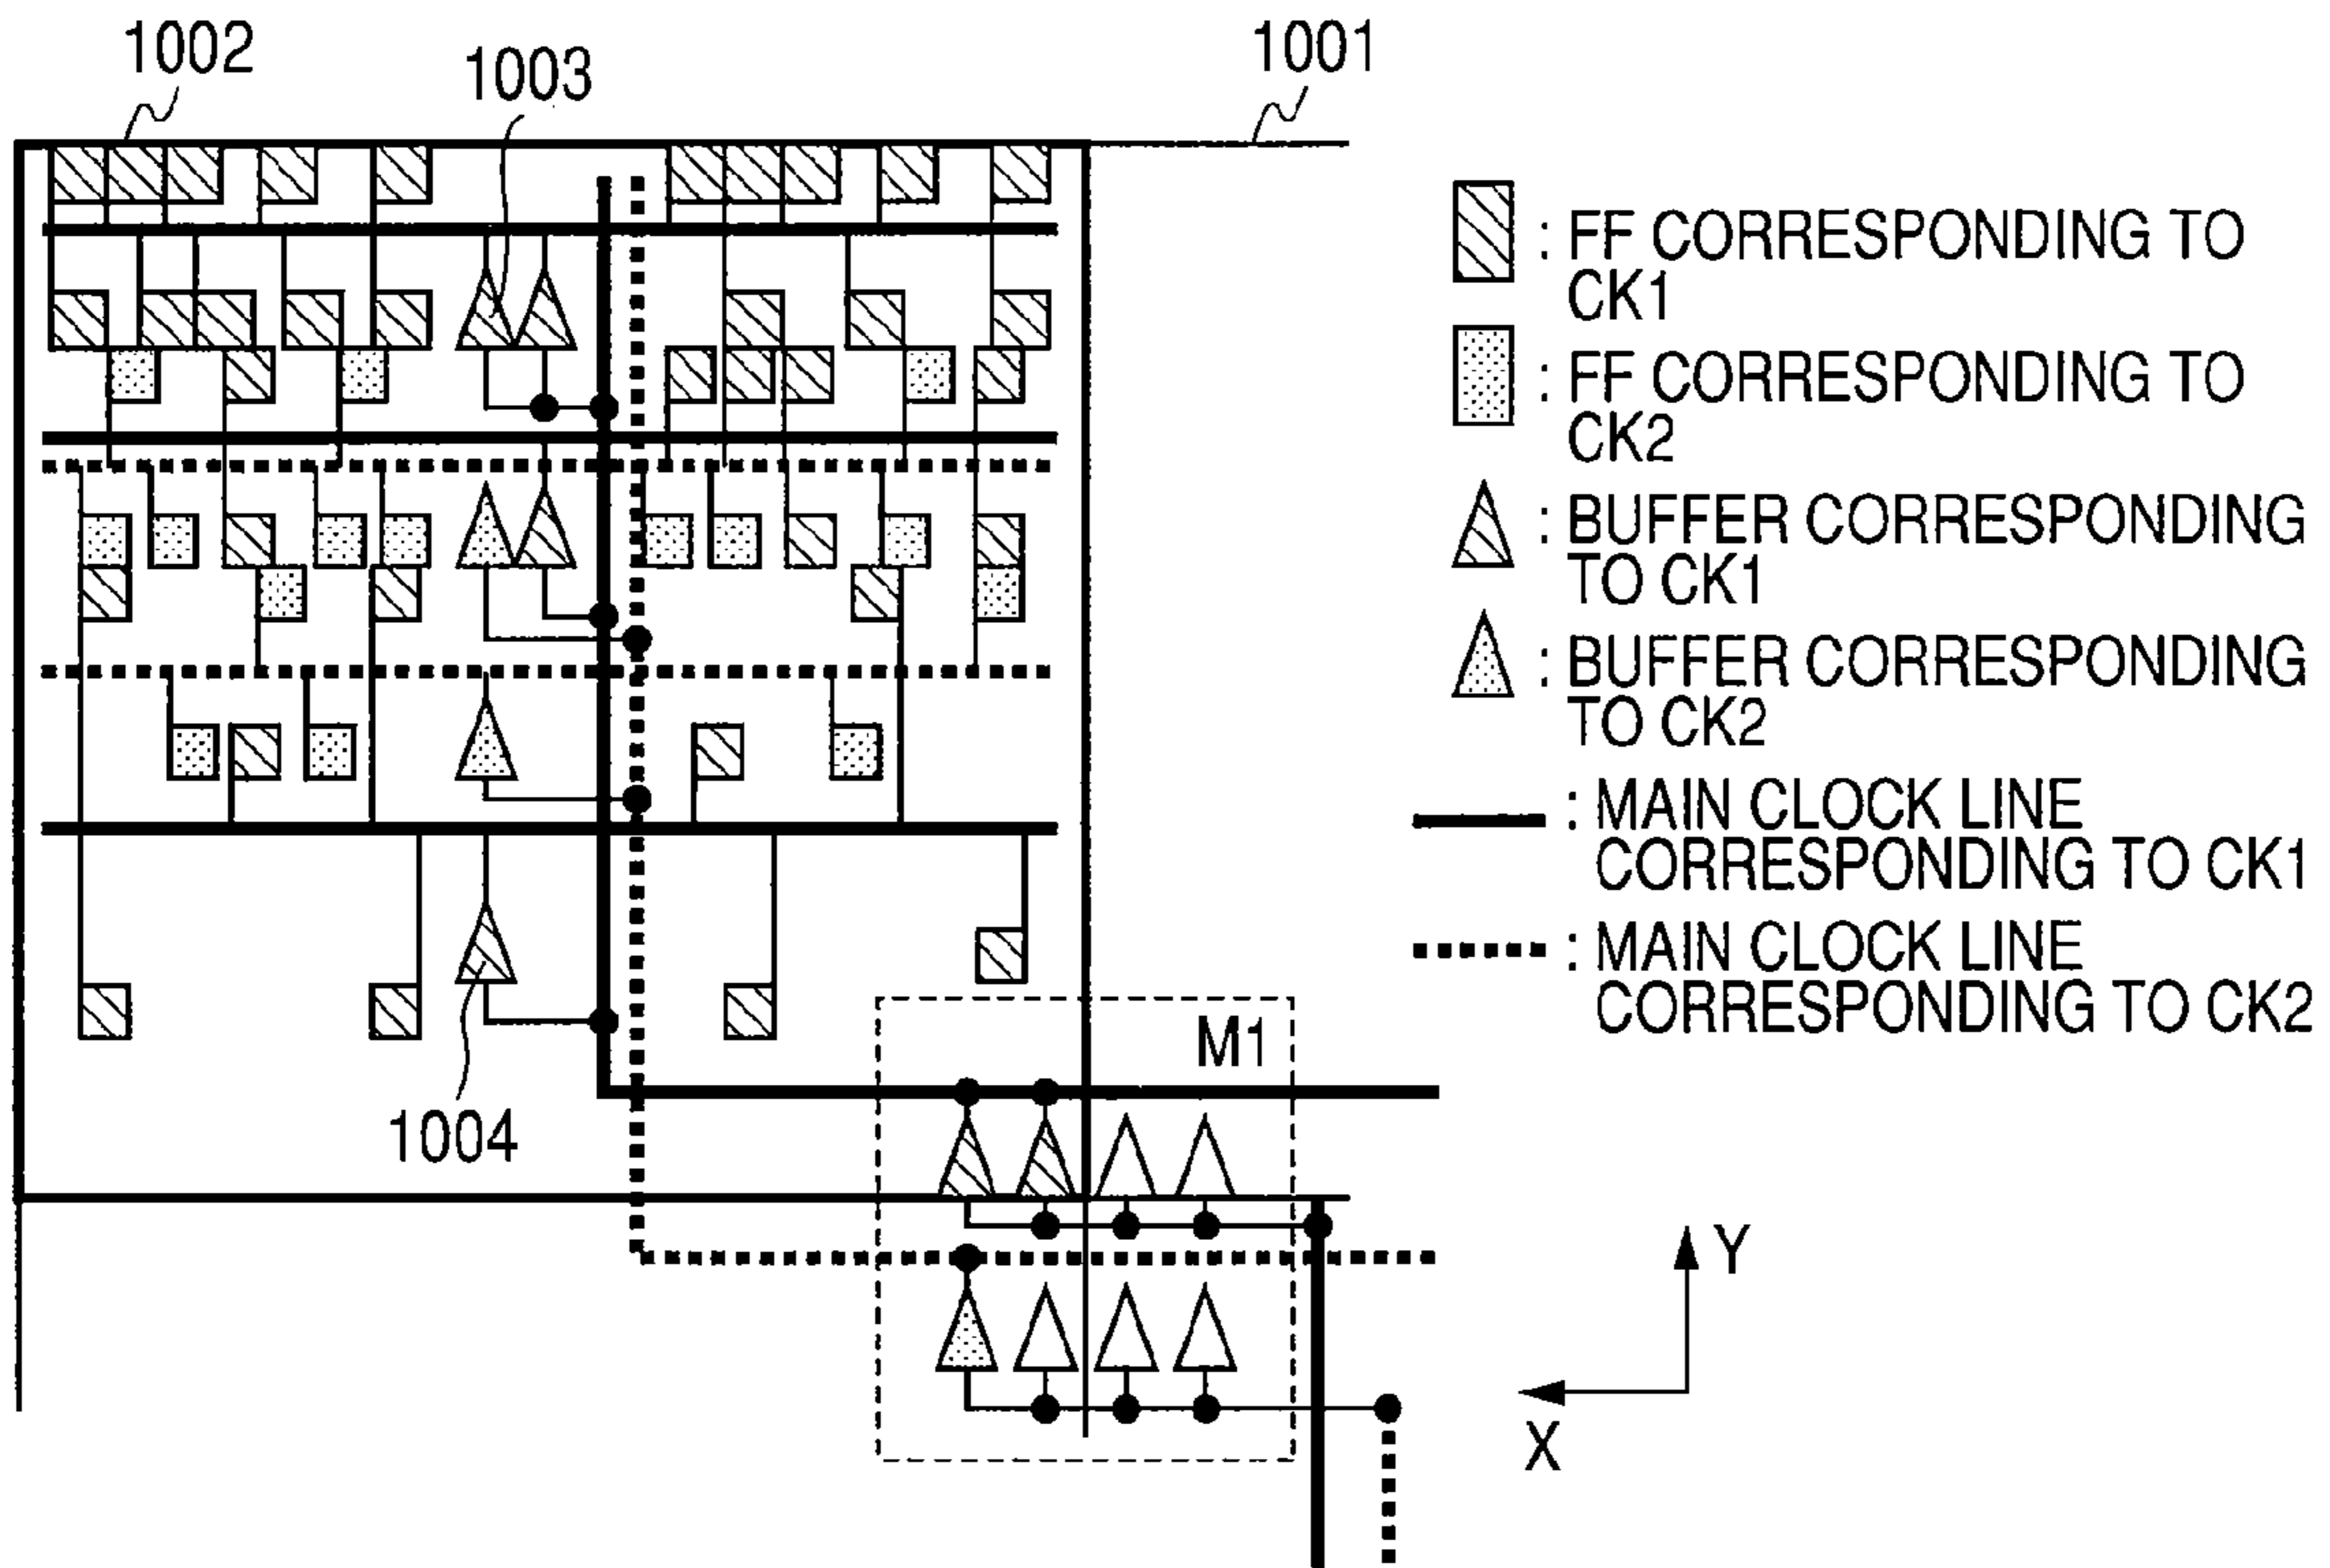 1002
1003
1001
: FF CORRESPONDING TO
CK1
: FF CORRESPONDING TO
CK2
: BUFFER CORRESPONDING
TO CK1
: BUFFER CORRESPONDING
TO CK2
: MAIN CLOCK LINE
CORRESPONDING TO CK1
: MAIN CLOCK LINE
CORRESPONDING TO CK2
M1
1004
Y
X